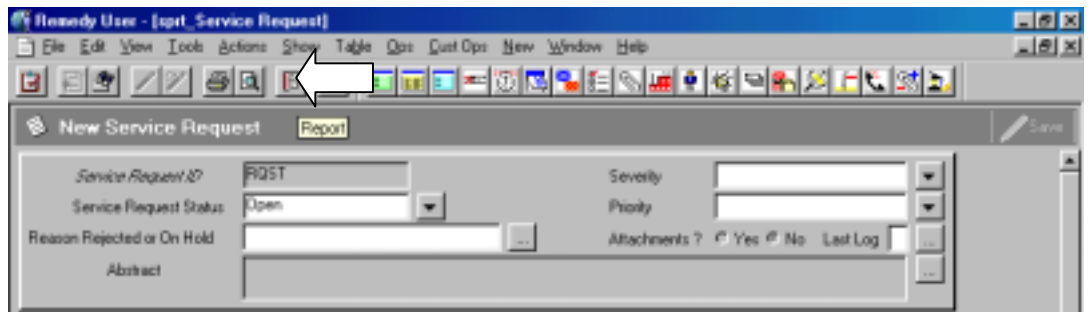 Remedy User - [sprt_Service Request]
File Edit View Tools Actions Show Table Ops Cust Ops New Window Help
New Service Request Report Save
Service Request ID RQST Severity
Service Request Status Open Priority
Reason Rejected or On Hold ... Attachments ? Yes No Last Log ...
Abstract ...